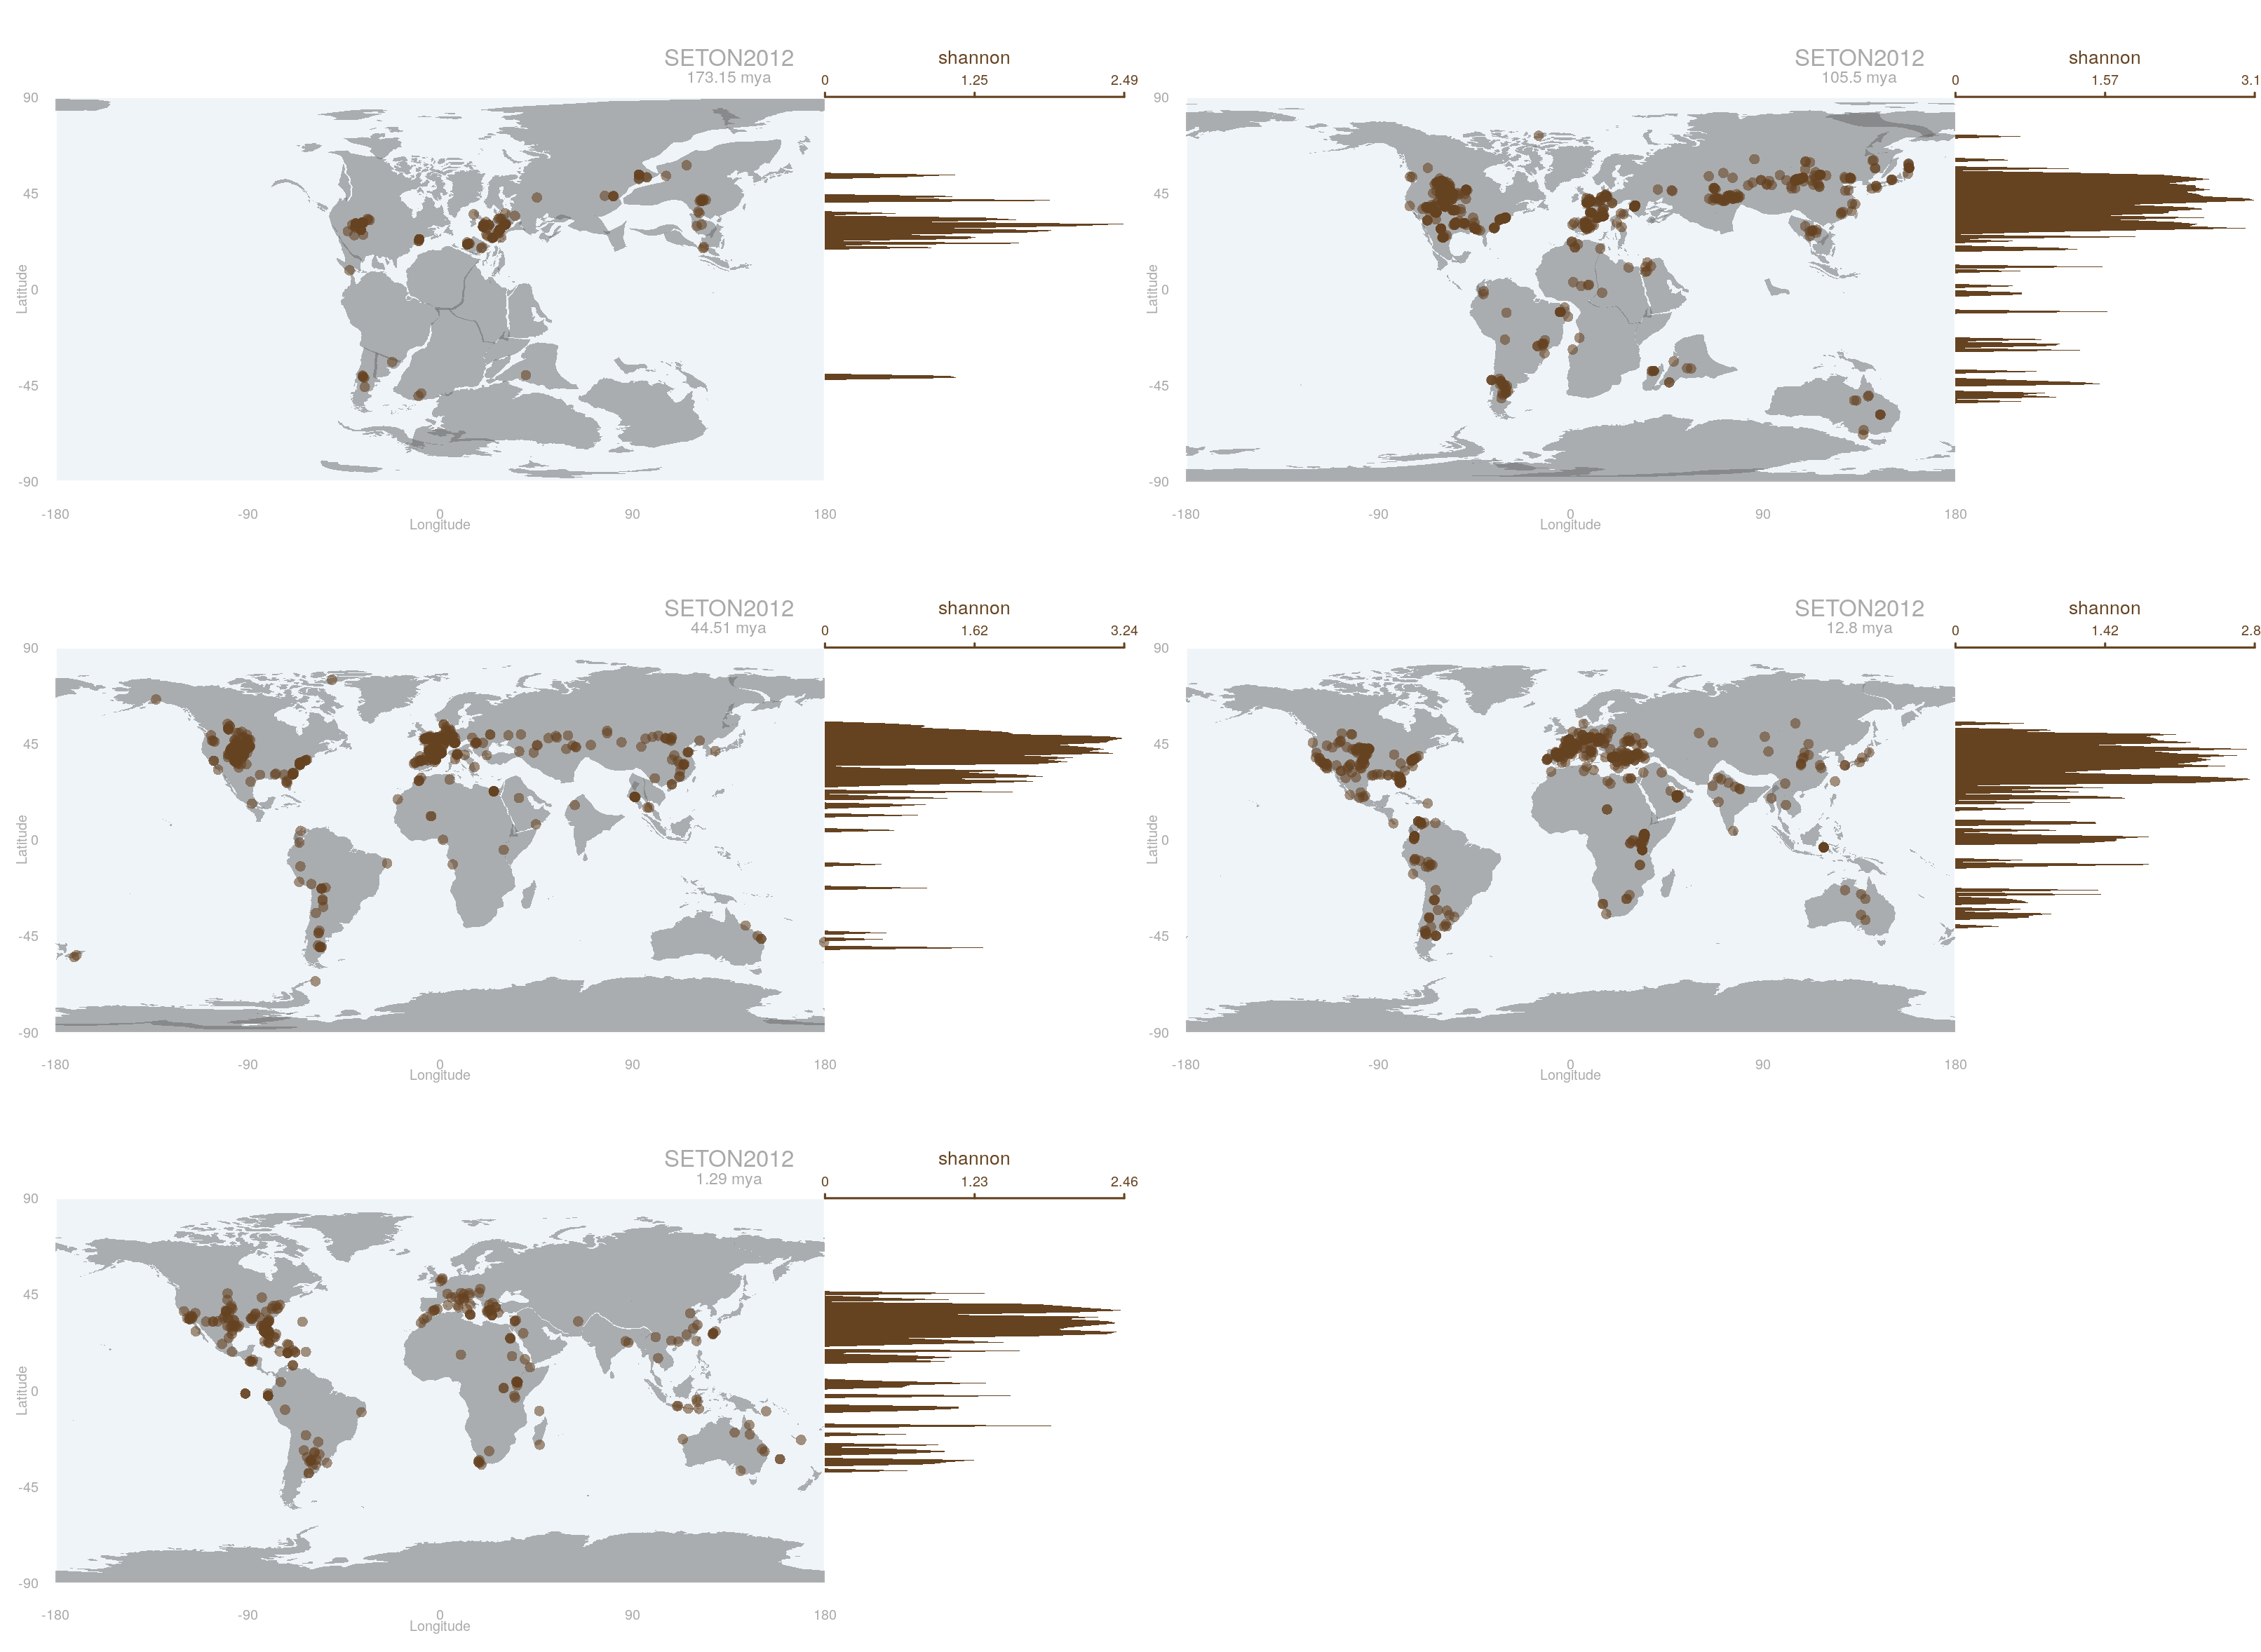 SETON2012
173.15 mya
shannon
0 1.25 2.49
90
45
0
-45
-90
Latitude
-180 -90 0 90 180
Longitude
SETON2012
105.5 mya
shannon
0 1.57 3.1
90
45
0
-45
-90
Latitude
-180 -90 0 90 180
Longitude
SETON2012
44.51 mya
shannon
0 1.62 3.24
90
45
0
-45
-90
Latitude
-180 -90 0 90 180
Longitude
SETON2012
12.8 mya
shannon
0 1.42 2.8
90
45
0
-45
-90
Latitude
-180 -90 0 90 180
Longitude
SETON2012
1.29 mya
shannon
0 1.23 2.46
90
45
0
-45
-90
Latitude
-180 -90 0 90 180
Longitude